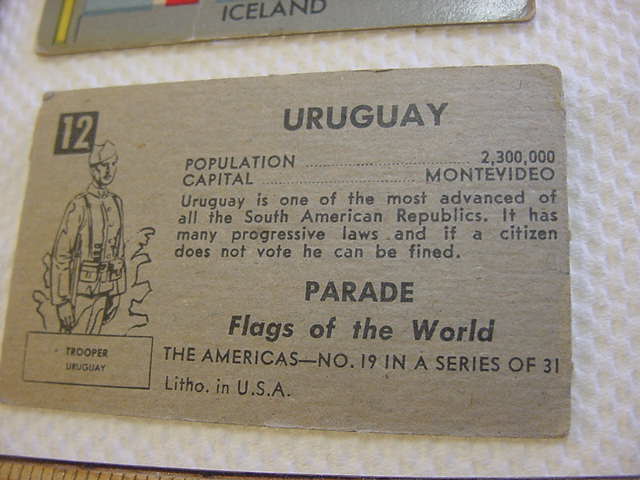 ICELAND
12
URUGUAY
POPULATION ........................ 2,300,000
CAPITAL ........................ MONTEVIDEO
Uruguay is one of the most advanced of
all the South American Republics. It has
many progressive laws and if a citizen
does not vote he can be fined.
PARADE
Flags of the World
THE AMERICAS—NO. 19 IN A SERIES OF 31
Litho. in U.S.A.
TROOPER
URUGUAY